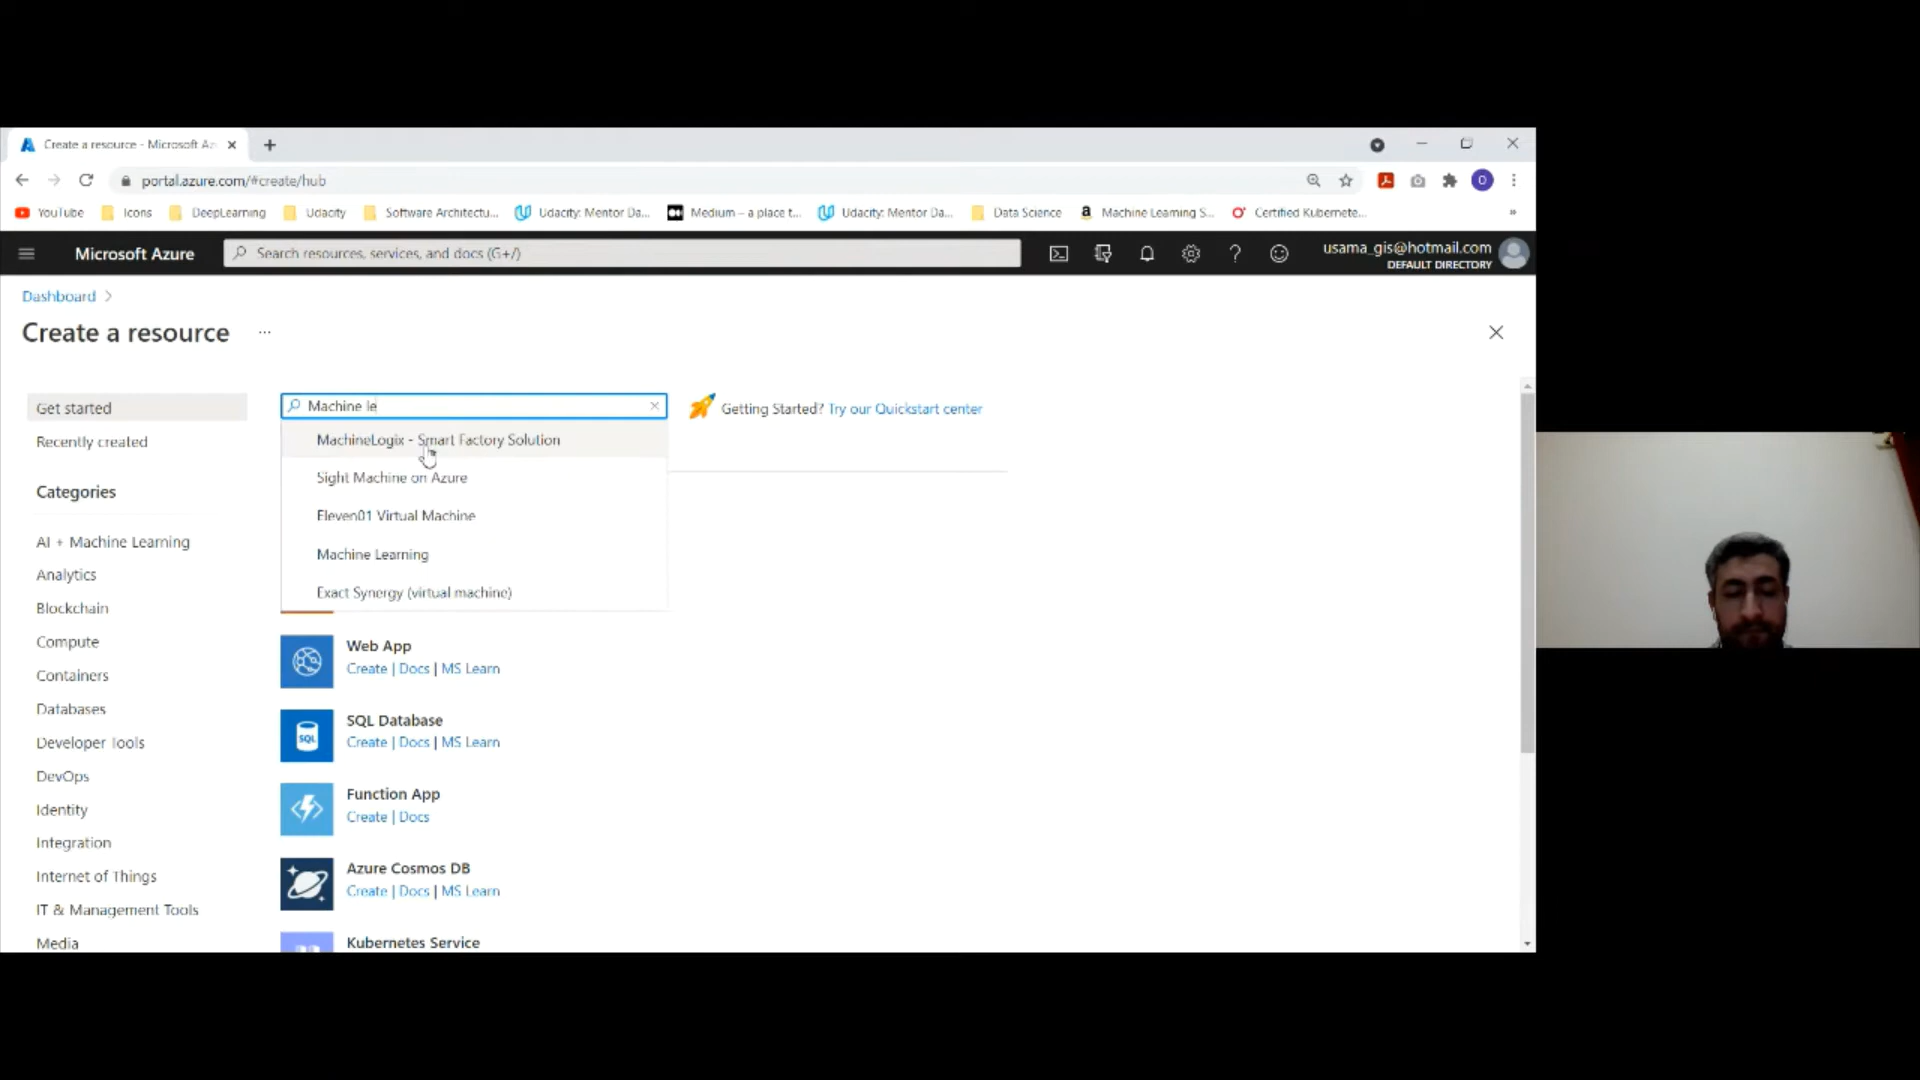 Create a resource - Microsoft Az
portal.azure.com/#create/hub
YouTube
Icons
DeepLearning
Udacity
Software Architectu...
Udacity: Mentor Da...
Medium – a place t...
Udacity: Mentor Da...
Data Science
Machine Learning S...
Certified Kubernete...
»
Microsoft Azure
Search resources, services, and docs (G+/)
usama_gis@hotmail.com
DEFAULT DIRECTORY
Dashboard
Create a resource
...
Get started
Recently created
Categories
AI + Machine Learning
Analytics
Blockchain
Compute
Containers
Databases
Developer Tools
DevOps
Identity
Integration
Internet of Things
IT & Management Tools
Media
Machine le
MachineLogix - Smart Factory Solution
Sight Machine on Azure
Eleven01 Virtual Machine
Machine Learning
Exact Synergy (virtual machine)
Getting Started? Try our Quickstart center
Web App
Create | Docs | MS Learn
SQL
SQL Database
Create | Docs | MS Learn
Function App
Create | Docs
Azure Cosmos DB
Create | Docs | MS Learn
Kubernetes Service